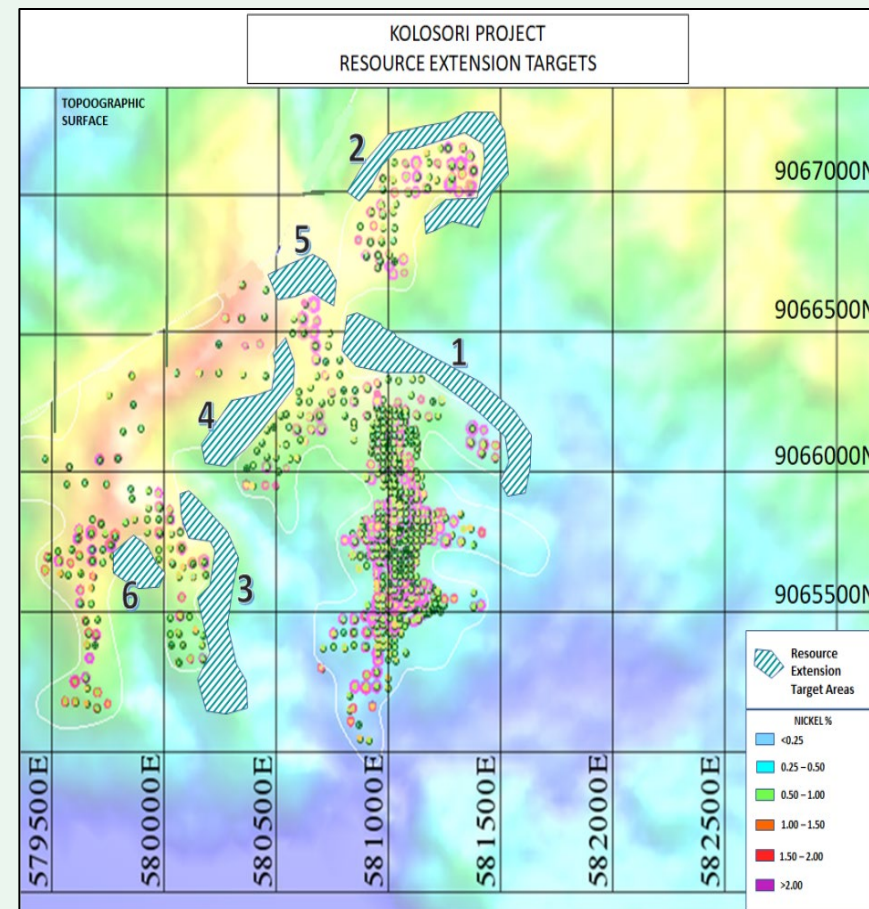 KOLOSORI PROJECT
RESOURCE EXTENSION TARGETS
TOPOOGRAPHIC
SURFACE
2
9067000N
5
9066500N
1
4
9066000N
3
6
9065500N
Resource
Extension
Target Areas
NICKEL %
<0.25
0.25 – 0.50
0.50 – 1.00
1.00 – 1.50
1.50 – 2.00
>2.00
579500E
580000E
580500E
581000E
581500E
582000E
582500E